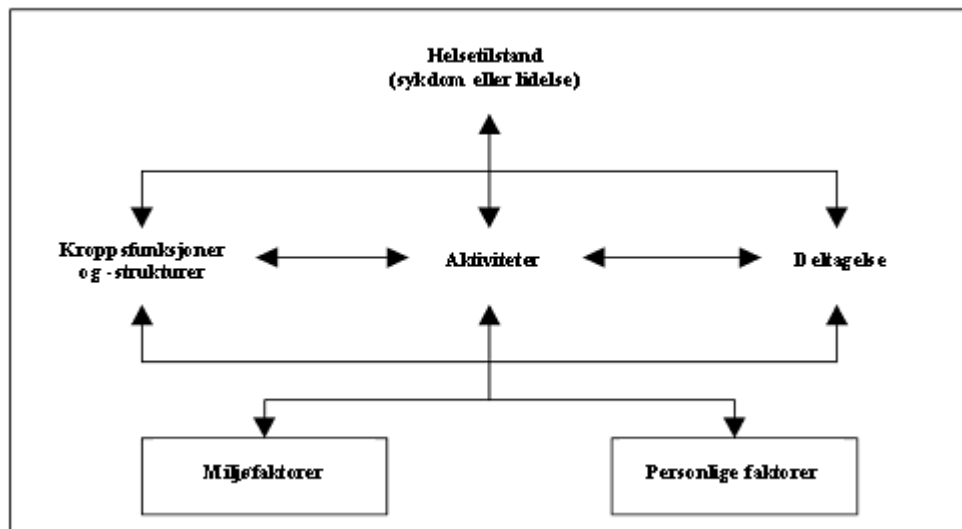 Helsetilstand
(sykdom eller lidelse)
Kroppsfunksjoner
og -strukturer
Aktiviteter
Deltagelse
Miljøfaktorer
Personlige faktorer